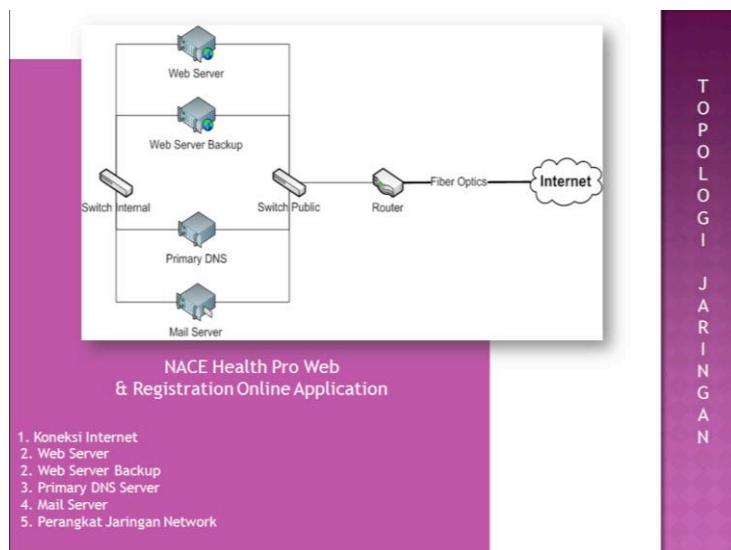 Web Server
Web Server Backup
Switch Internal
Switch Public
Router
Fiber Optics
Internet
Primary DNS
Mail Server
NACE Health Pro Web
& Registration Online Application
1. Koneksi Internet
2. Web Server
2. Web Server Backup
3. Primary DNS Server
4. Mail Server
5. Perangkat Jaringan Network
TOPOLOGI JARINGAN